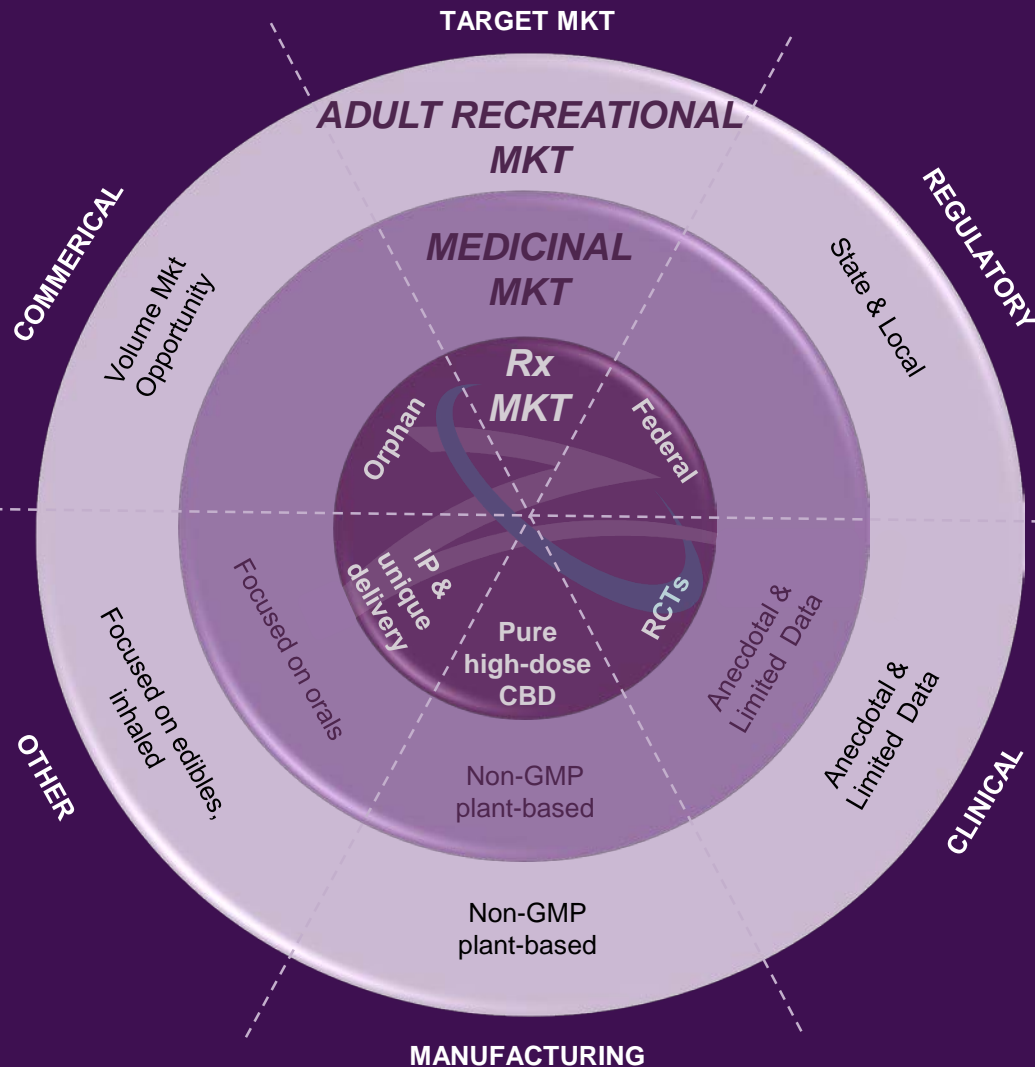 TARGET MKT
ADULT RECREATIONAL
MKT
MEDICINAL
MKT
Rx
MKT
COMMERICAL
Volume Mkt
Opportunity
Orphan
REGULATORY
State & Local
Federal
CLINICAL
RCTs
Anecdotal &
Limited Data
Anecdotal &
Limited Data
MANUFACTURING
Pure
high-dose
CBD
Non-GMP
plant-based
Non-GMP
plant-based
OTHER
IP &
unique
delivery
Focused on orals
Focused on edibles,
inhaled